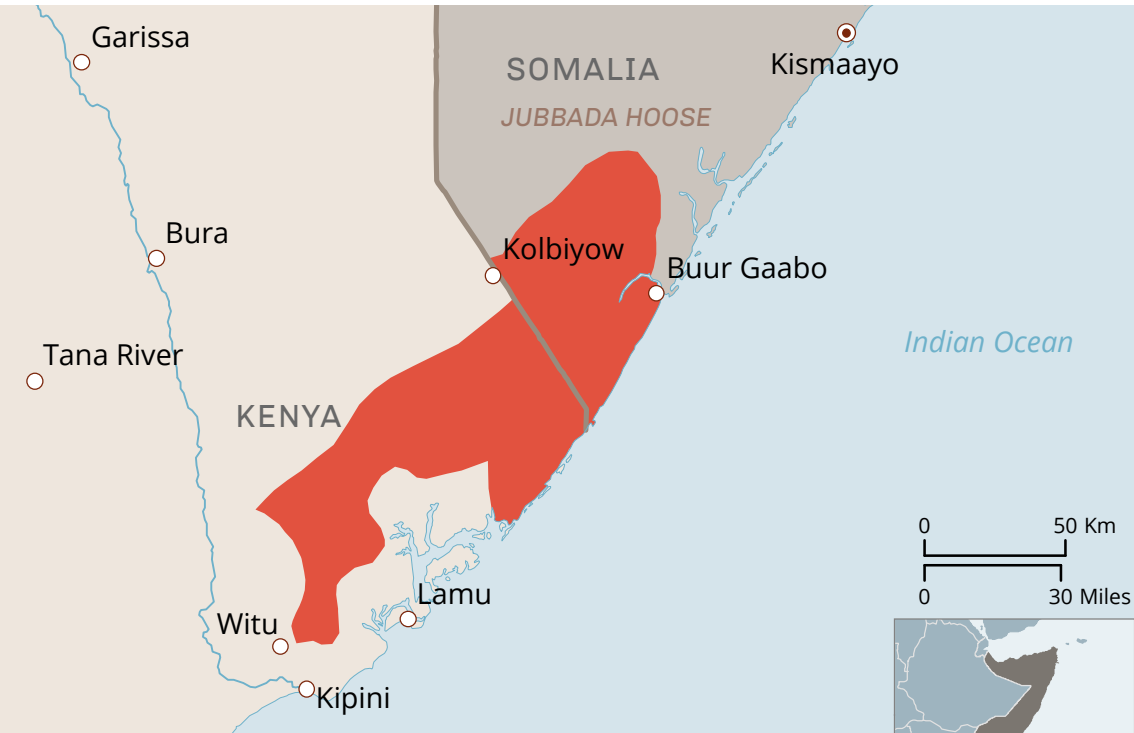 Garissa
SOMALIA
Kismaayo
JUBBADA HOOSE
Bura
Kolbiyow
Buur Gaabo
Tana River
Indian Ocean
KENYA
0 50 Km
0 30 Miles
Lamu
Witu
Kipini